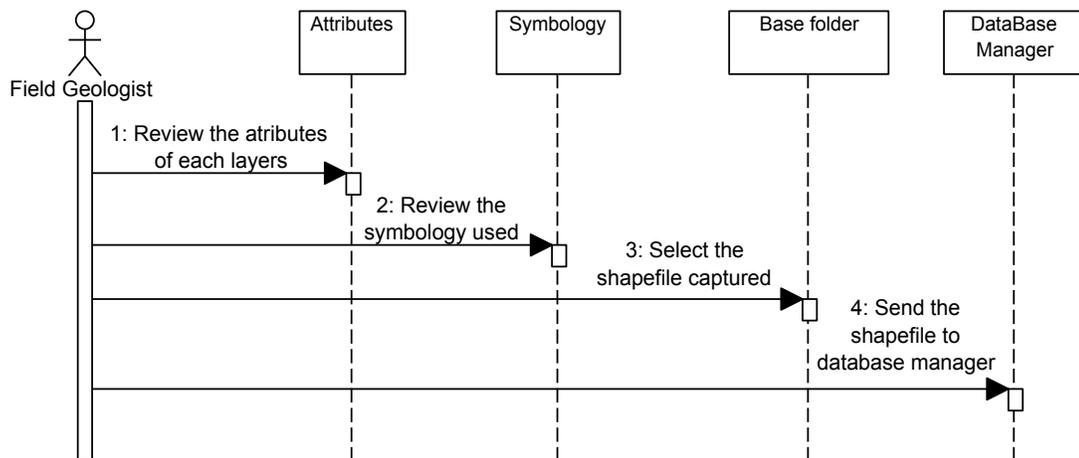 Attributes
Symbology
Base folder
DataBase
Manager
Field Geologist
1: Review the atributes
of each layers
2: Review the
symbology used
3: Select the
shapefile captured
4: Send the
shapefile to
database manager